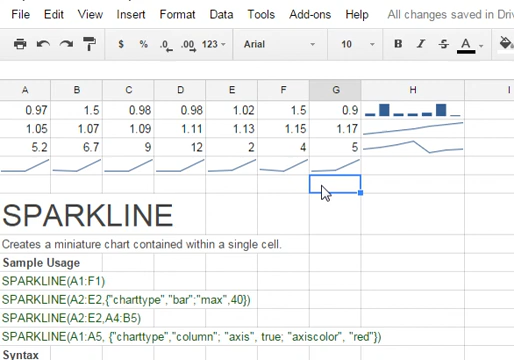 File Edit View Insert Format Data Tools Add-ons Help All changes saved in Dri
$ % .0 .00 123 Arial 10 B I S A
A B C D E F G H I
0.97 1.5 0.98 0.98 1.02 1.5 0.9
1.05 1.07 1.09 1.11 1.13 1.15 1.17
5.2 6.7 9 12 2 4 5
SPARKLINE
Creates a miniature chart contained within a single cell.
Sample Usage
SPARKLINE(A1:F1)
SPARKLINE(A2:E2,{"charttype","bar";"max",40})
SPARKLINE(A2:E2,A4:B5)
SPARKLINE(A1:A5, {"charttype","column"; "axis", true; "axiscolor", "red"})
Syntax